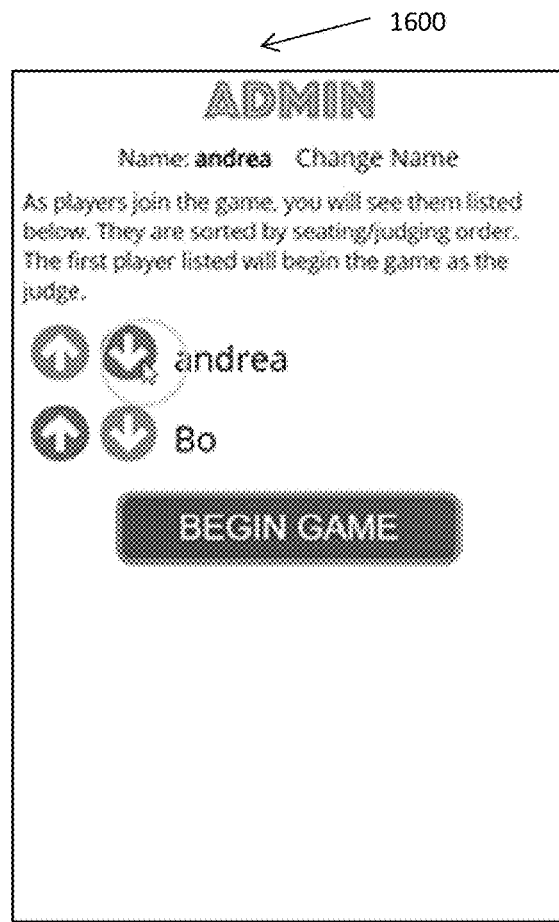 1600
ADMIN
Name: andrea Change Name
As players join the game, you will see them listed
below. They are sorted by seating/judging order.
The first player listed will begin the game as the
judge.
andrea
Bo
BEGIN GAME